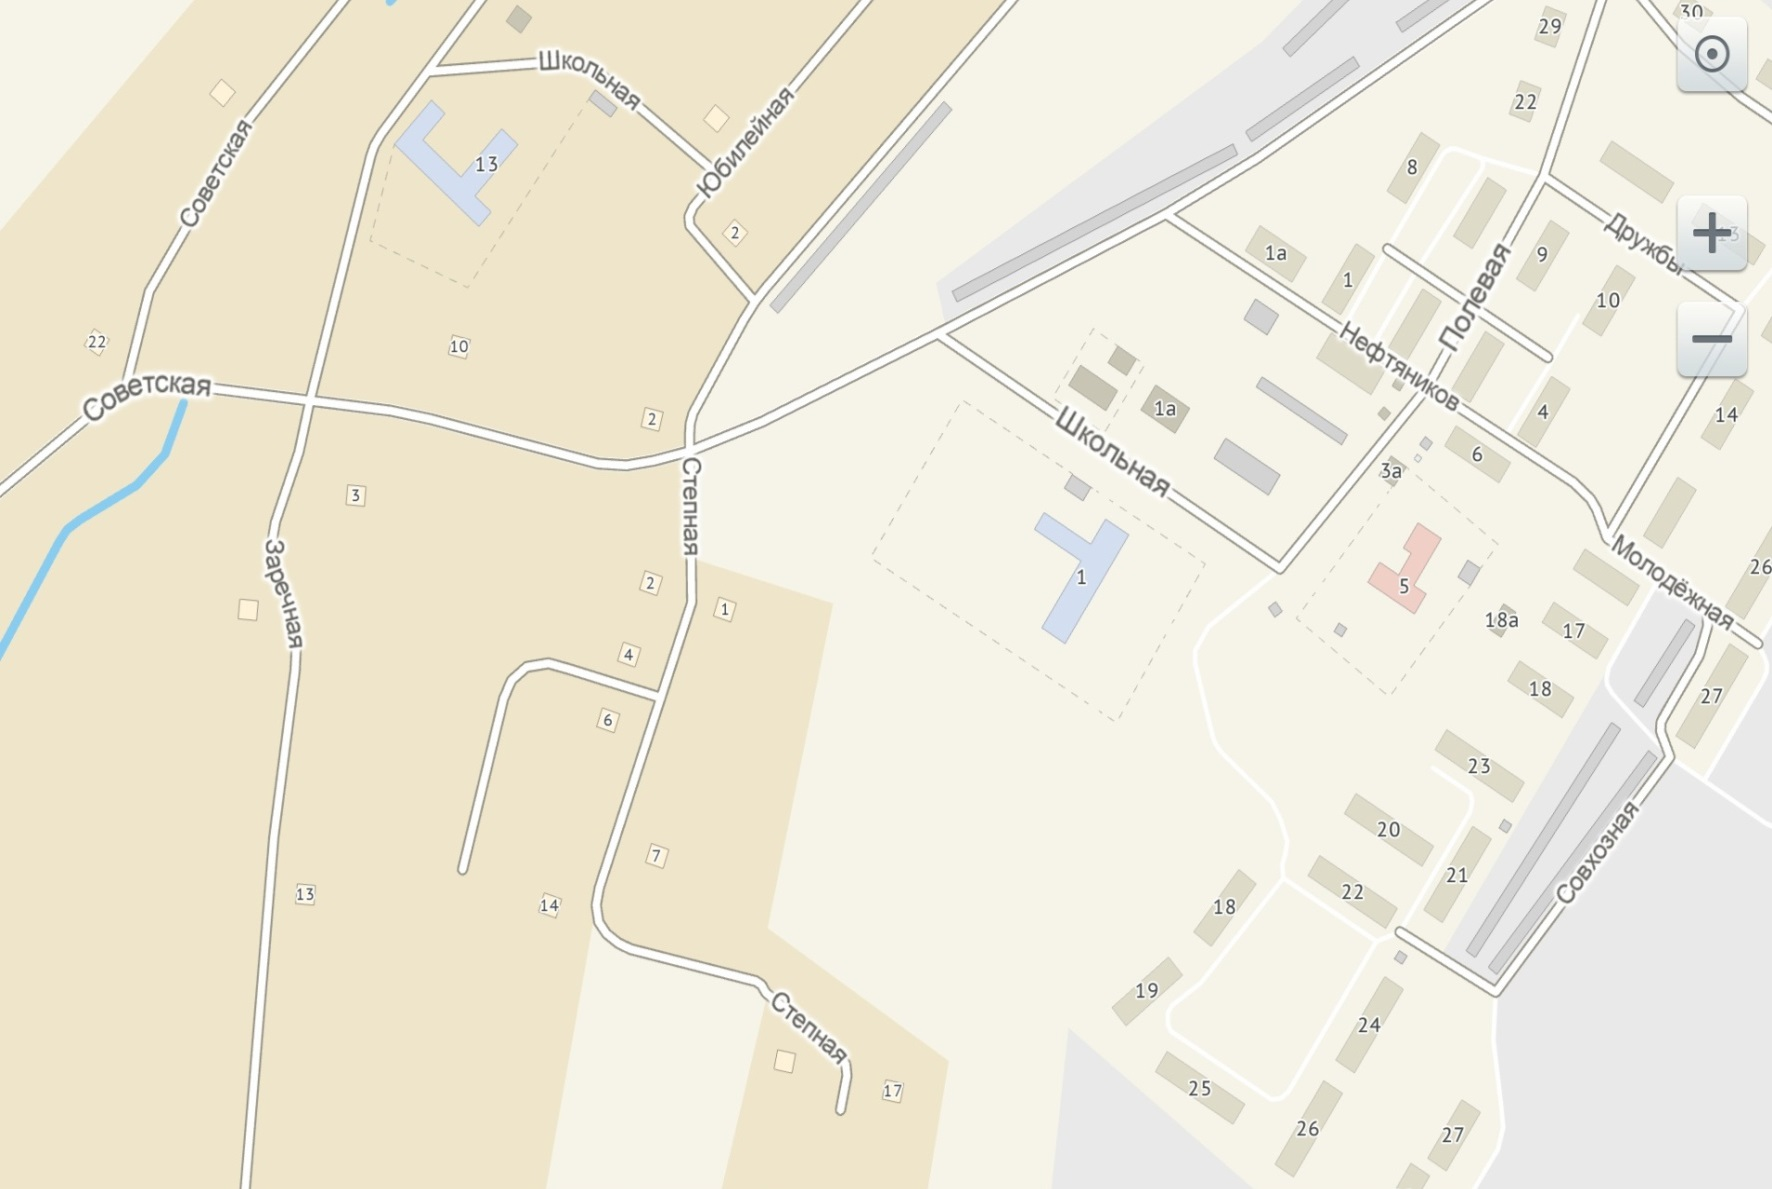 30
29
Школьная
22
Юбилейная
Советская
13
8
2
1а
9
Дружбы
13
1
10
Полевая
22
10
Нефтяников
Советская
1а
4
14
2
Школьная
6
3а
3
Степная
Молодёжная
26
1
5
2
1
Заречная
18а
17
4
18
27
6
23
20
Совхозная
7
21
22
13
14
18
19
24
Степная
25
17
26
27